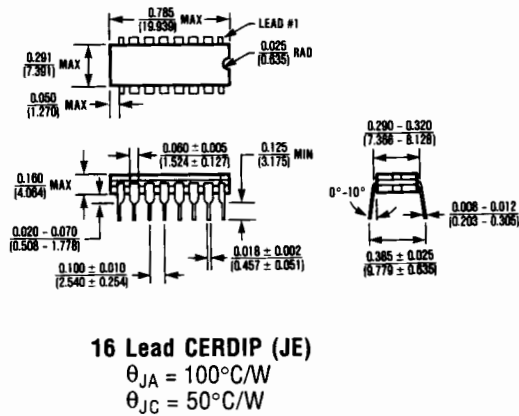 0.785
(19.939) MAX
LEAD #1
0.291
(7.391) MAX
0.025
(0.635) RAD
0.050
(1.270) MAX
0.060 ± 0.005
(1.524 ± 0.127)
0.125
(3.175) MIN
0.160
(4.064) MAX
0.020 - 0.070
(0.508 - 1.778)
0.018 ± 0.002
(0.457 ± 0.051)
0.100 ± 0.010
(2.540 ± 0.254)
0.290 - 0.320
(7.366 - 8.128)
0°-10°
0.008 - 0.012
(0.203 - 0.305)
0.385 ± 0.025
(9.779 ± 0.635)
16 Lead CERDIP (JE)
θJA = 100°C/W
θJC = 50°C/W